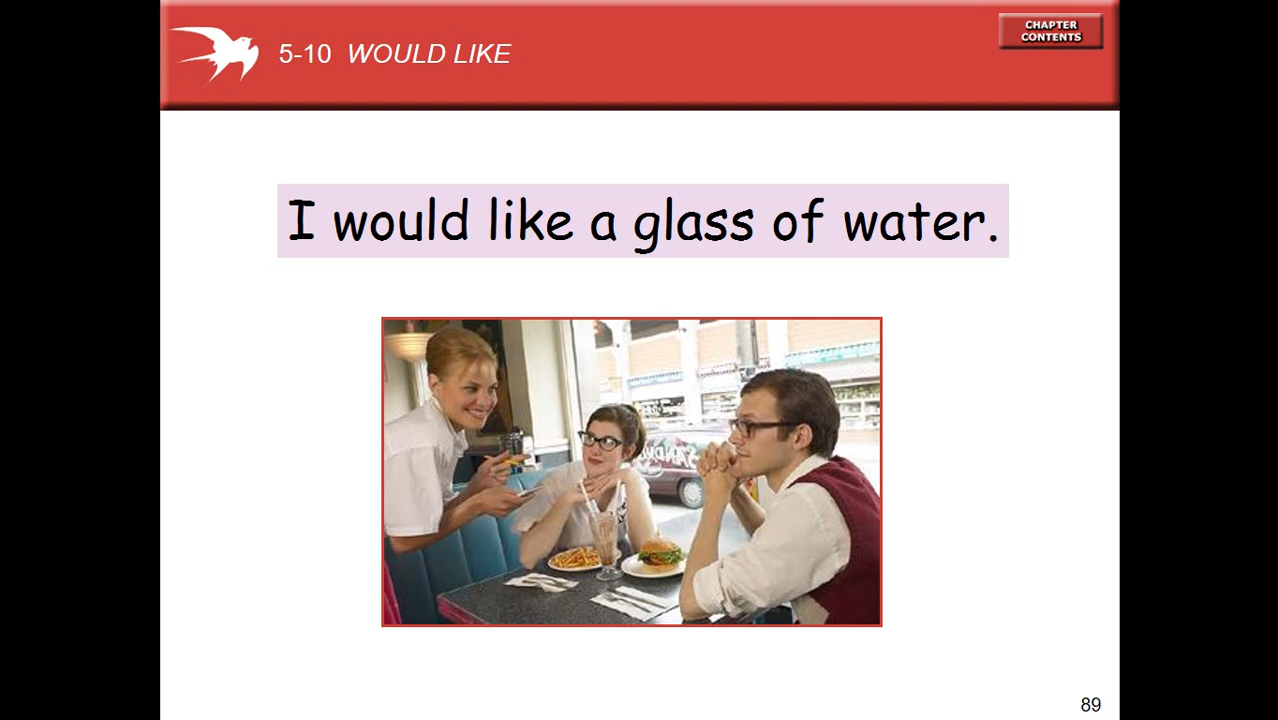 CHAPTER
CONTENTS
5-10 WOULD LIKE
I would like a glass of water.
89